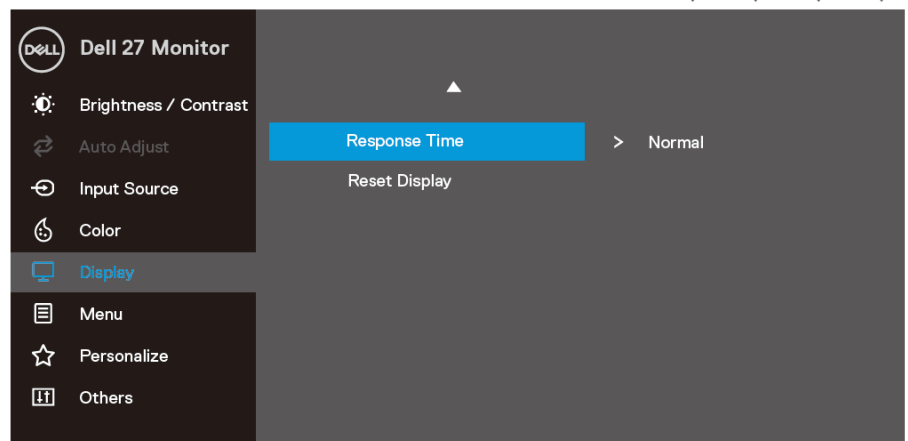 DELL
Dell 27 Monitor
Brightness / Contrast
Auto Adjust
Response Time > Normal
Input Source
Reset Display
Color
Display
Menu
Personalize
Others